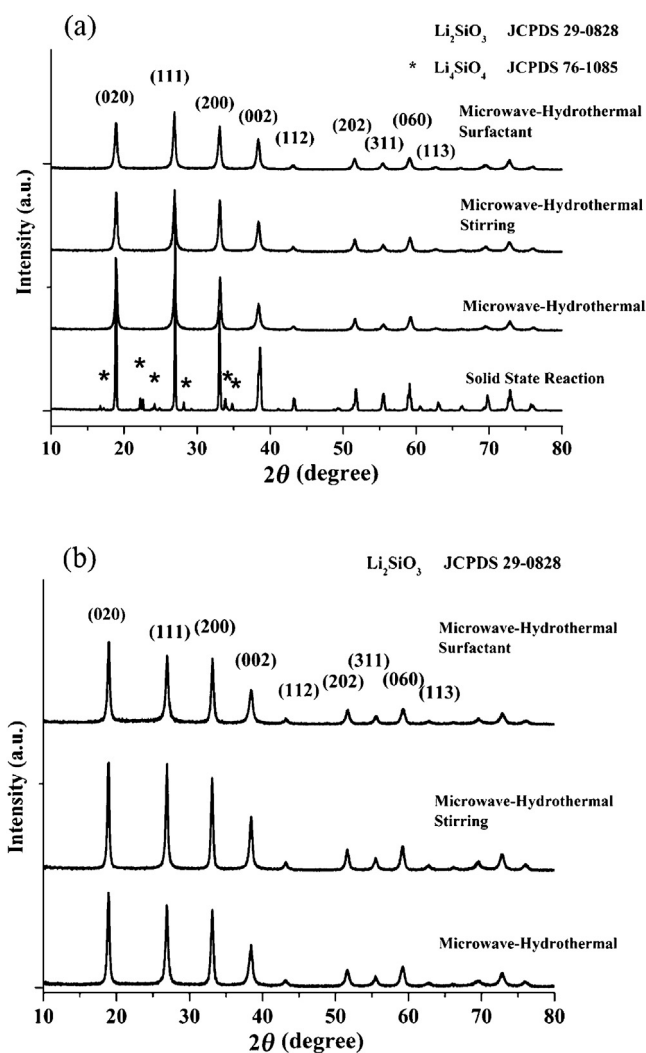 (a)
Li₂SiO₃ JCPDS 29-0828
* Li₄SiO₄ JCPDS 76-1085
(020)
(111)
(200)
(002)
(112)
(202)
(311)
(060)
(113)
Microwave-Hydrothermal
Surfactant
Microwave-Hydrothermal
Stirring
Microwave-Hydrothermal
Solid State Reaction
* * * * * *
Intensity (a.u.)
10 20 30 40 50 60 70 80
2θ (degree)
(b)
Li₂SiO₃ JCPDS 29-0828
(020)
(111)
(200)
(002)
(112)
(202)
(311)
(060)
(113)
Microwave-Hydrothermal
Surfactant
Microwave-Hydrothermal
Stirring
Microwave-Hydrothermal
Intensity (a.u.)
10 20 30 40 50 60 70 80
2θ (degree)